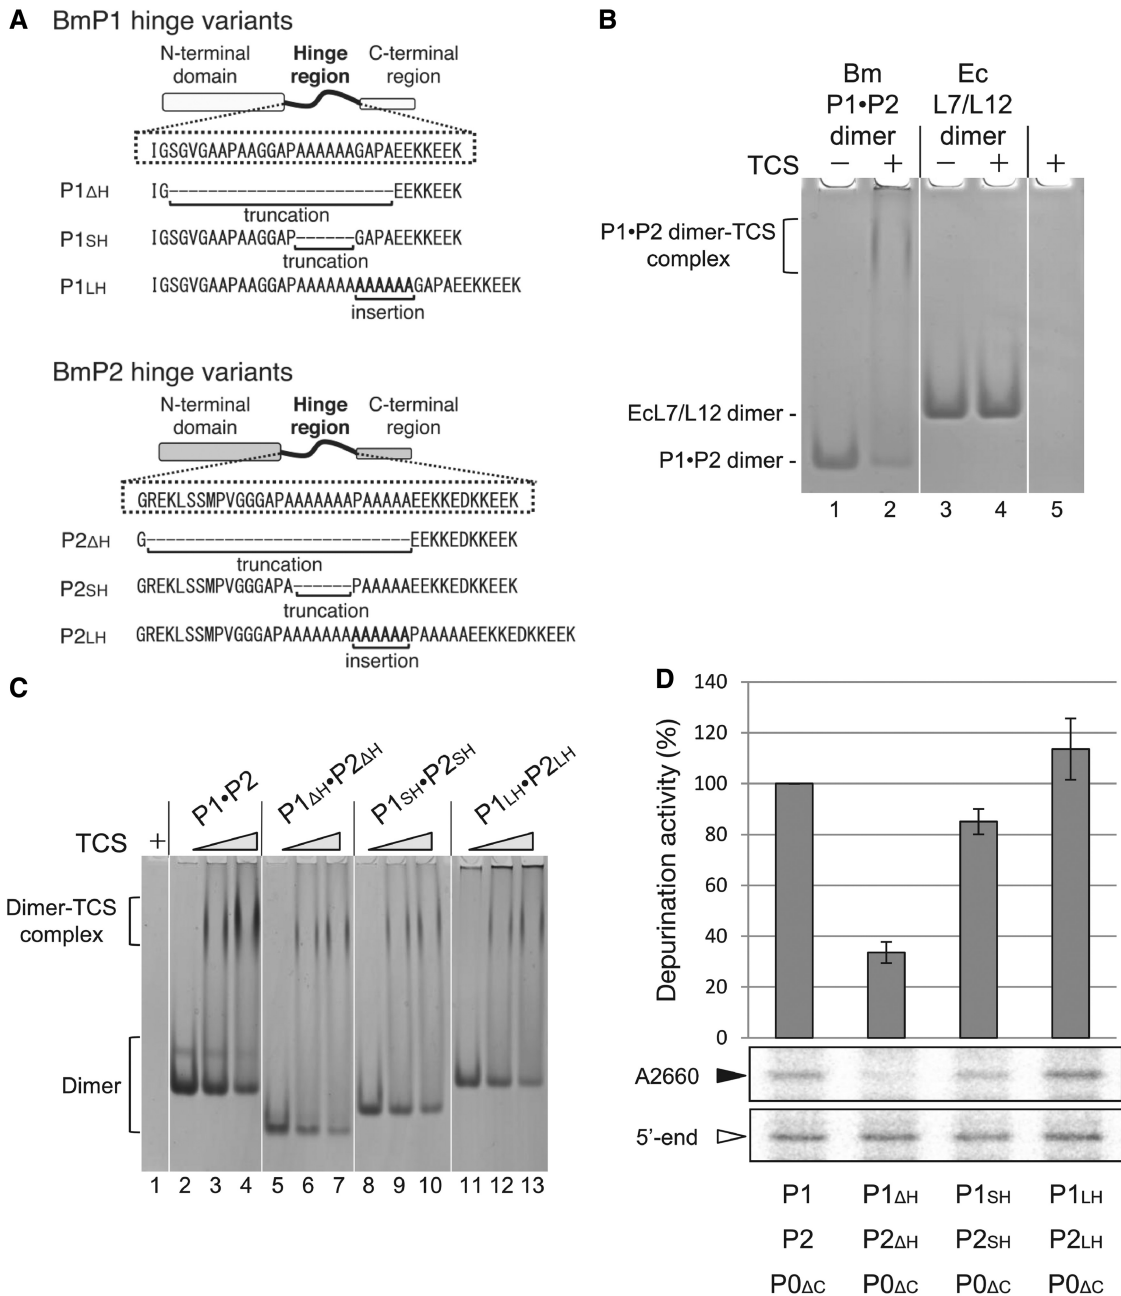 A
BmP1 hinge variants
N-terminal domain
Hinge region
C-terminal region
IGSGVGAAPAAGGAPAAAAAAGAPAEEKKEEK
P1ΔH IG-----------------------EEKKEEK
truncation
P1SH IGSGVGAAPAAGGAP------GAPAEEKKEEK
truncation
P1LH IGSGVGAAPAAGGAPAAAAAAAAAAAAGAPAEEKKEEK
insertion
BmP2 hinge variants
N-terminal domain
Hinge region
C-terminal region
GREKLSSMPVGGGAPAAAAAAAPAAAAAEEKKEDKKEEK
P2ΔH G---------------------------EEKKEDKKEEK
truncation
P2SH GREKLSSMPVGGGAPA------PAAAAAEEKKEDKKEEK
truncation
P2LH GREKLSSMPVGGGAPAAAAAAAAAAAAAPAAAAAEEKKEDKKEEK
insertion
B
Bm P1•P2 dimer
Ec L7/L12 dimer
TCS − + − + +
P1•P2 dimer-TCS complex
EcL7/L12 dimer -
P1•P2 dimer -
1 2 3 4 5
C
P1•P2
P1ΔH•P2ΔH
P1SH•P2SH
P1LH•P2LH
TCS +
Dimer-TCS complex
Dimer
1 2 3 4 5 6 7 8 9 10 11 12 13
D
Depurination activity (%)
140
120
100
80
60
40
20
0
A2660
5’-end
P1 P1ΔH P1SH P1LH
P2 P2ΔH P2SH P2LH
P0ΔC P0ΔC P0ΔC P0ΔC